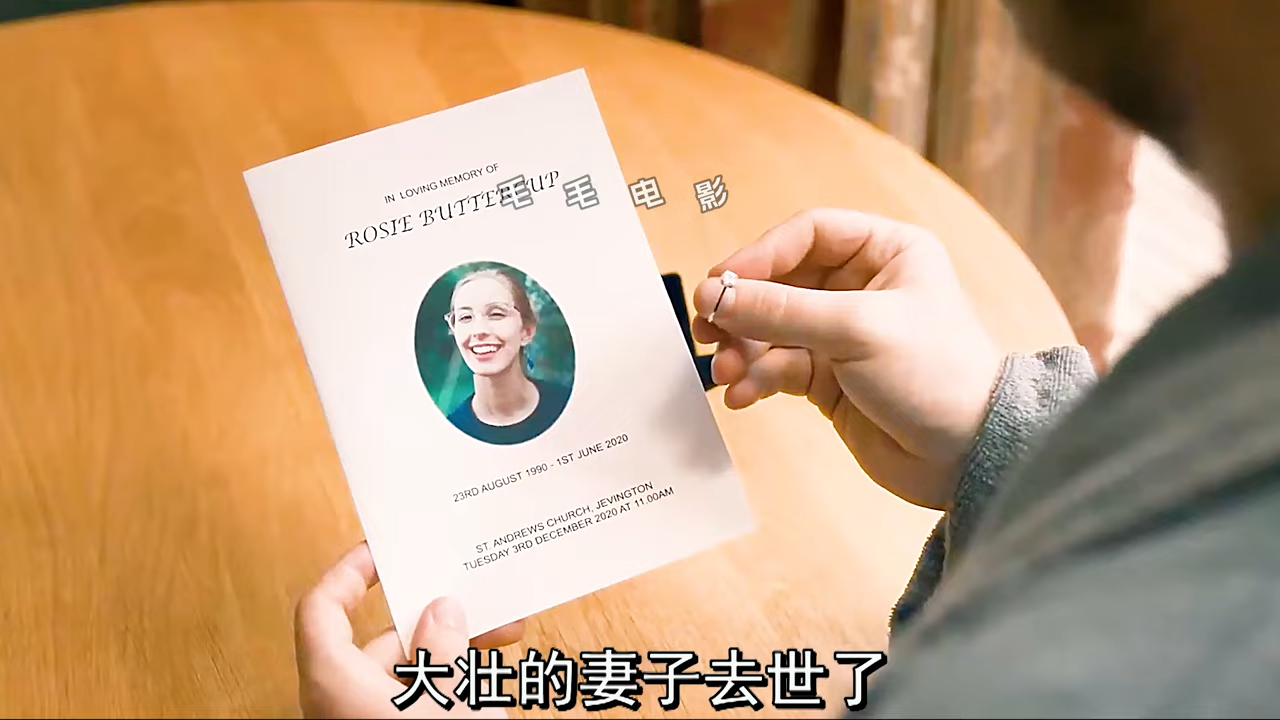 IN LOVING MEMORY OF
ROSIE BUTTERCUP
毛毛电影
23RD AUGUST 1990 - 1ST JUNE 2020
ST. ANDREWS CHURCH, JEVINGTON
TUESDAY 3RD DECEMBER 2020 AT 11.00AM
大壮的妻子去世了